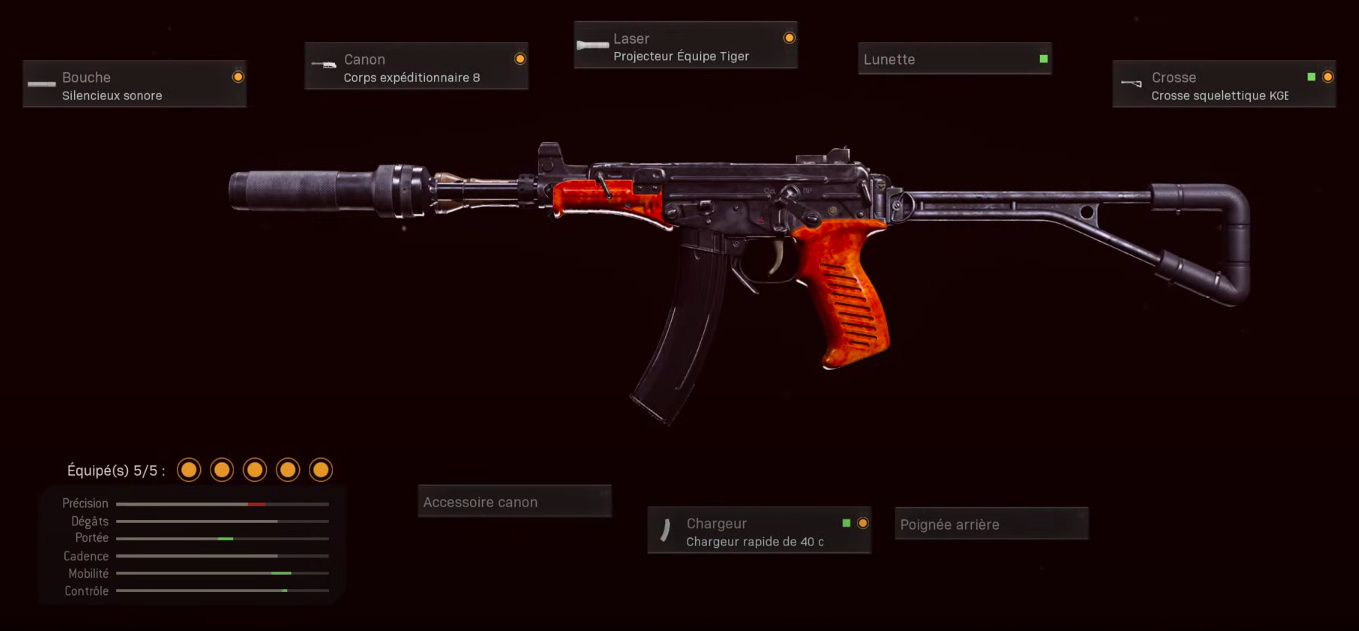 Laser
Projecteur Équipe Tiger
Canon
Corps expéditionnaire 8
Lunette
Bouche
Silencieux sonore
Crosse
Crosse squelettique KGE
Équipé(s) 5/5 :
Précision
Dégâts
Portée
Cadence
Mobilité
Contrôle
Accessoire canon
Chargeur
Chargeur rapide de 40 c
Poignée arrière